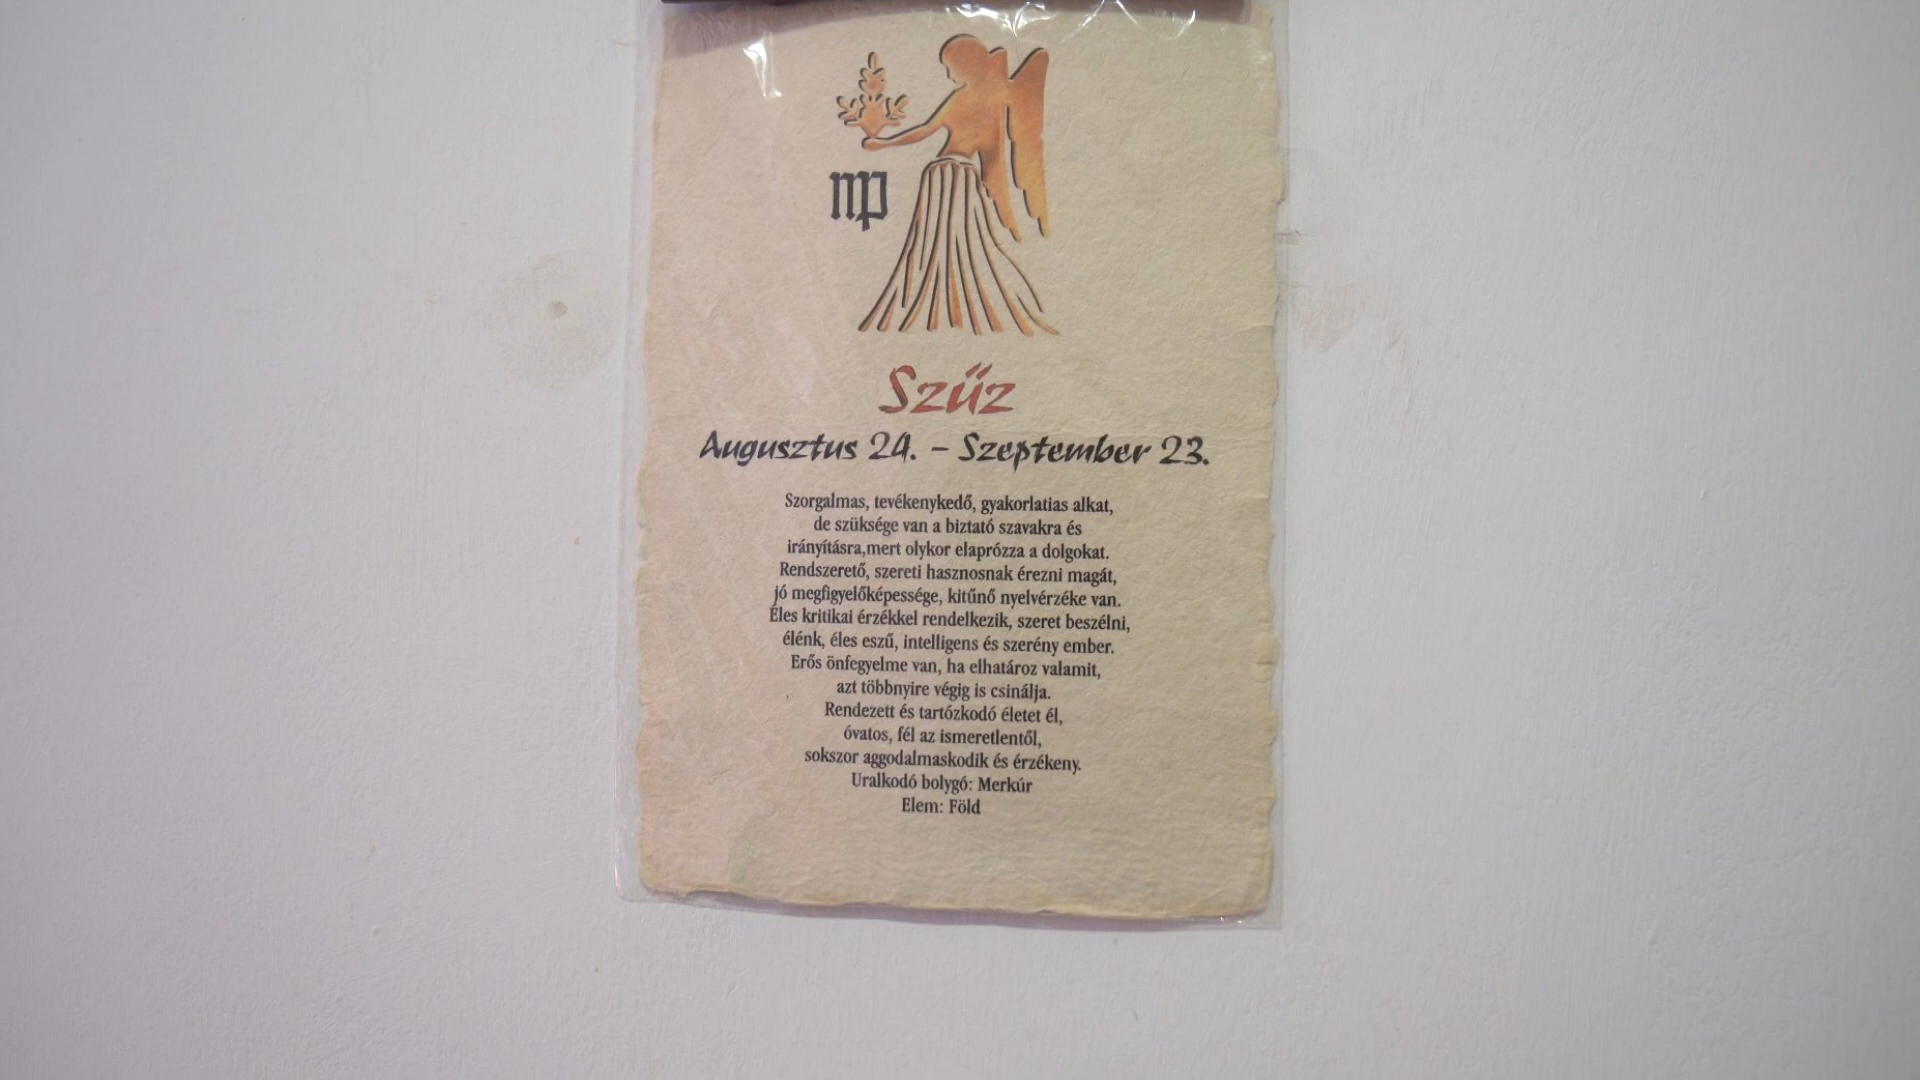 np
Szűz
Augusztus 24. – Szeptember 23.
Szorgalmas, tevékenykedő, gyakorlatias alkat,
de szüksége van a biztató szavakra és
irányításra,mert olykor elaprózza a dolgokat.
Rendszerető, szereti hasznosnak érezni magát,
jó megfigyelőképessége, kitűnő nyelvérzéke van.
Éles kritikai érzékkel rendelkezik, szeret beszélni,
élénk, éles eszű, intelligens és szerény ember.
Erős önfegyelme van, ha elhatároz valamit,
azt többnyire végig is csinálja.
Rendezett és tartózkodó életet él,
óvatos, fél az ismeretlentől,
sokszor aggodalmaskodik és érzékeny.
Uralkodó bolygó: Merkúr
Elem: Föld